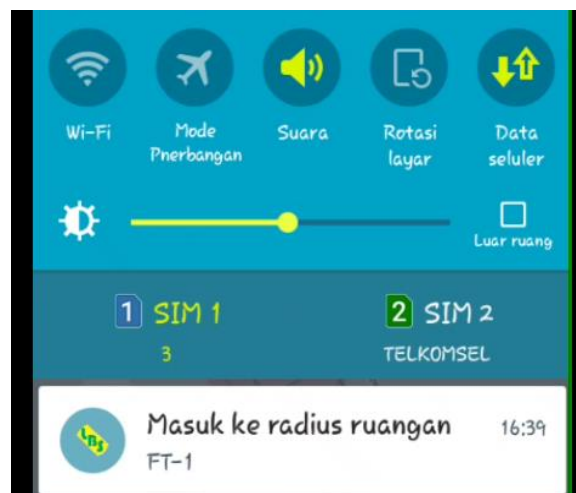 Wi-Fi
Mode
Pnerbangan
Suara
Rotasi
layar
Data
seluler
Luar ruang
1 SIM 1
3
2 SIM 2
TELKOMSEL
LBS
Masuk ke radius ruangan 16:39
FT-1